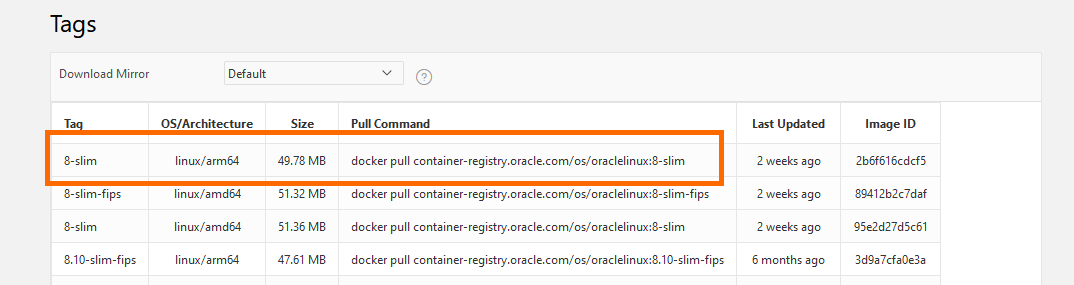 Tags
Download Mirror Default ?
Tag OS/Architecture Size Pull Command Last Updated Image ID
8-slim linux/arm64 49.78 MB docker pull container-registry.oracle.com/os/oraclelinux:8-slim 2 weeks ago 2b6f616cdcf5
8-slim-fips linux/amd64 51.32 MB docker pull container-registry.oracle.com/os/oraclelinux:8-slim-fips 2 weeks ago 89412b2c7daf
8-slim linux/amd64 51.36 MB docker pull container-registry.oracle.com/os/oraclelinux:8-slim 2 weeks ago 95e2d27d5c61
8.10-slim-fips linux/arm64 47.61 MB docker pull container-registry.oracle.com/os/oraclelinux:8.10-slim-fips 6 months ago 3d9a7cfa0e3a